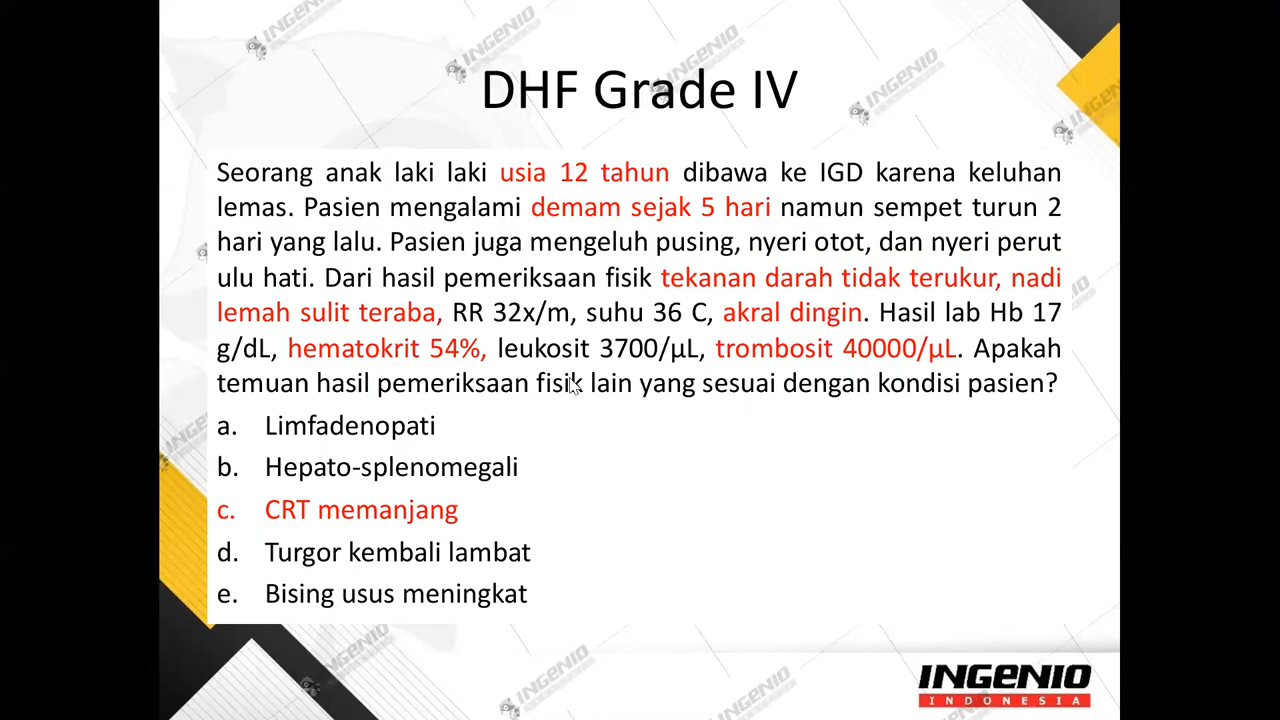 DHF Grade IV
Seorang anak laki laki usia 12 tahun dibawa ke IGD karena keluhan
lemas. Pasien mengalami demam sejak 5 hari namun sempet turun 2
hari yang lalu. Pasien juga mengeluh pusing, nyeri otot, dan nyeri perut
ulu hati. Dari hasil pemeriksaan fisik tekanan darah tidak terukur, nadi
lemah sulit teraba, RR 32x/m, suhu 36 C, akral dingin. Hasil lab Hb 17
g/dL, hematokrit 54%, leukosit 3700/µL, trombosit 40000/µL. Apakah
temuan hasil pemeriksaan fisik lain yang sesuai dengan kondisi pasien?
a. Limfadenopati
b. Hepato-splenomegali
c. CRT memanjang
d. Turgor kembali lambat
e. Bising usus meningkat
INGENIO
INDONESIA